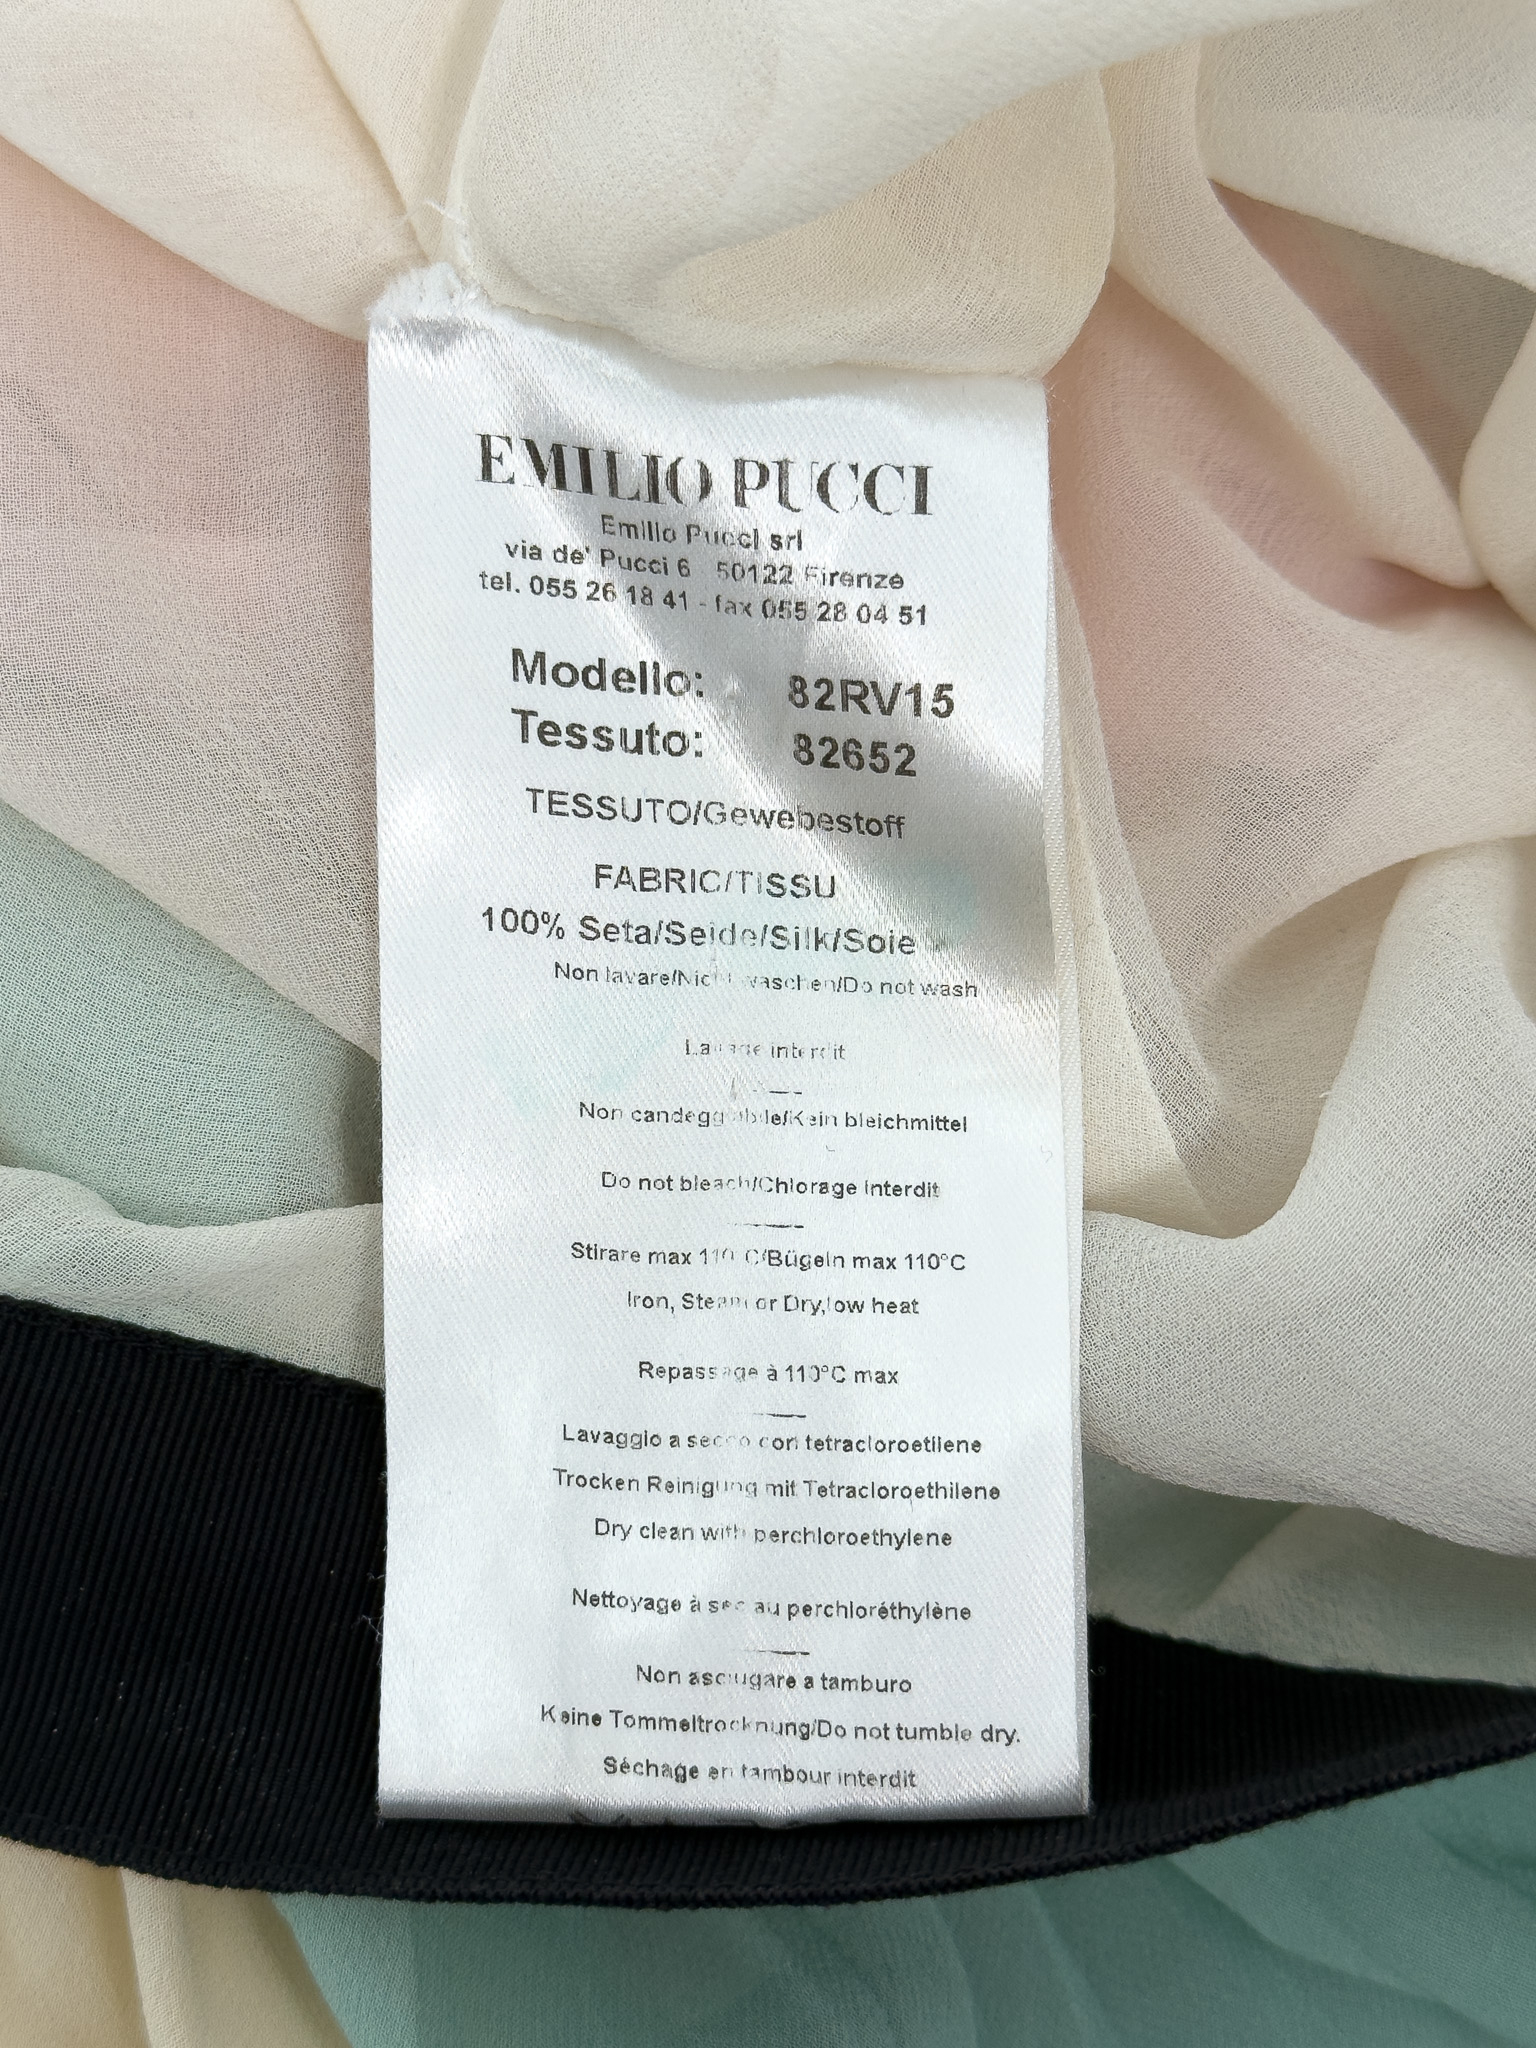 EMILIO PUCCI
Emilio Pucci srl
via de' Pucci 6 50122 Firenze
tel. 055 26 18 41 - fax 055 28 04 51
Modello: 82RV15
Tessuto: 82652
TESSUTO/Gewebestoff
FABRIC/TISSU
100% Seta/Seide/Silk/Soie
Non lavare/Nicht waschen/Do not wash
Lavage interdit
Non candeggiabile/Kein bleichmittel
Do not bleach/Chlorage interdit
Stirare max 110°C/Bügeln max 110°C
Iron, Steam or Dry,low heat
Repassage à 110°C max
Lavaggio a secco con tetracloroetilene
Trocken Reinigung mit Tetracloroethilene
Dry clean with perchloroethylene
Nettoyage à sec au perchloréthylène
Non asciugare a tamburo
Keine Tommeltrocknung/Do not tumble dry.
Séchage en tambour interdit